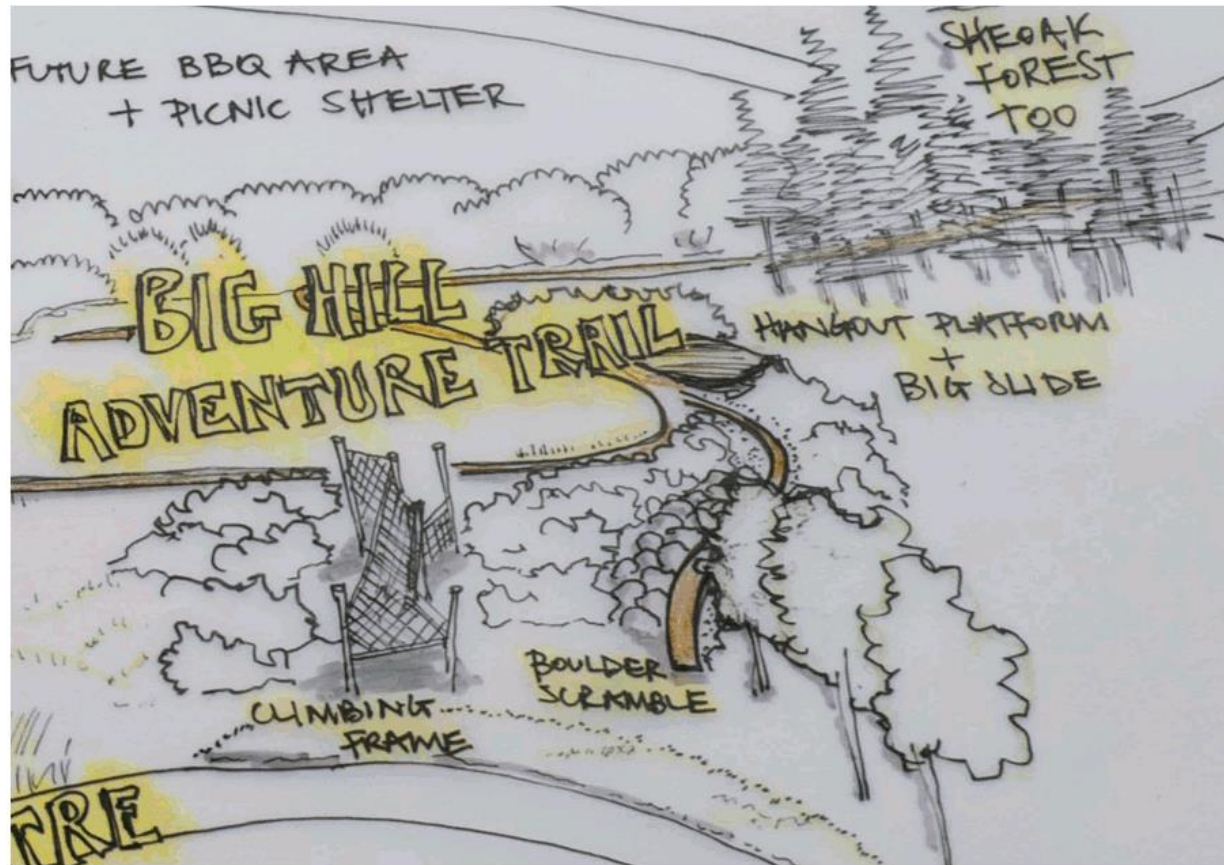 FUTURE BBQ AREA
+ PICNIC SHELTER
SHEOAK
FOREST
TOO
BIG HILL
ADVENTURE TRAIL
HANGOUT PLATFORM
+
BIG SLIDE
BOULDER
SCRAMBLE
CLIMBING
FRAME
TRE